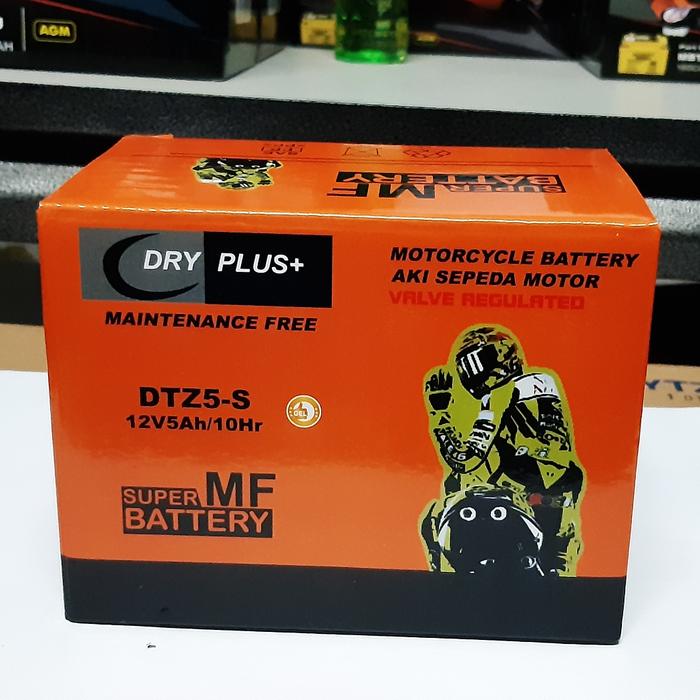 AGM
SUPER MF
BATTERY
DRY PLUS+
MAINTENANCE FREE
MOTORCYCLE BATTERY
AKI SEPEDA MOTOR
VALVE REGULATED
DTZ5-S
12V5Ah/10Hr
GEL
SUPER MF
BATTERY